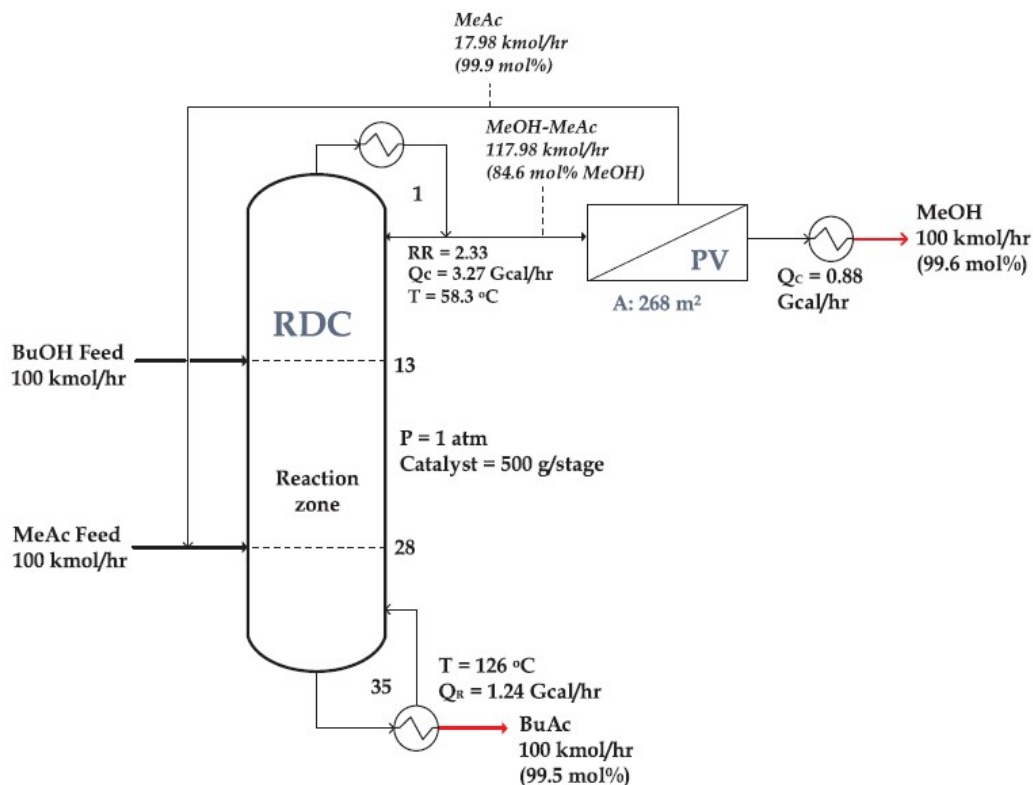 MeAc
17.98 kmol/hr
(99.9 mol%)
MeOH-MeAc
117.98 kmol/hr
(84.6 mol% MeOH)
1
RR = 2.33
Qc = 3.27 Gcal/hr
T = 58.3 °C
PV
A: 268 m²
MeOH
100 kmol/hr
(99.6 mol%)
Qc = 0.88
Gcal/hr
RDC
BuOH Feed
100 kmol/hr
13
P = 1 atm
Catalyst = 500 g/stage
Reaction
zone
MeAc Feed
100 kmol/hr
28
35
T = 126 °C
QR = 1.24 Gcal/hr
BuAc
100 kmol/hr
(99.5 mol%)